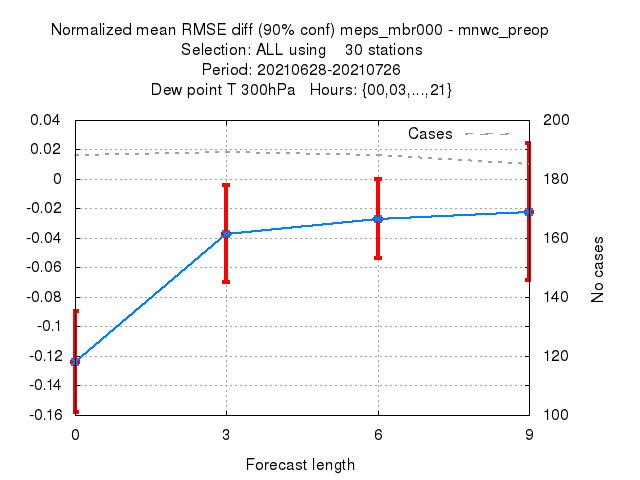 Normalized mean RMSE diff (90% conf) meps_mbr000 - mnwc_preop
Selection: ALL using 30 stations
Period: 20210628-20210726
Dew point T 300hPa Hours: {00,03,...,21}
Cases
0.04
0.02
0
-0.02
-0.04
-0.06
-0.08
-0.1
-0.12
-0.14
-0.16
200
180
160
140
120
100
No cases
0 3 6 9
Forecast length